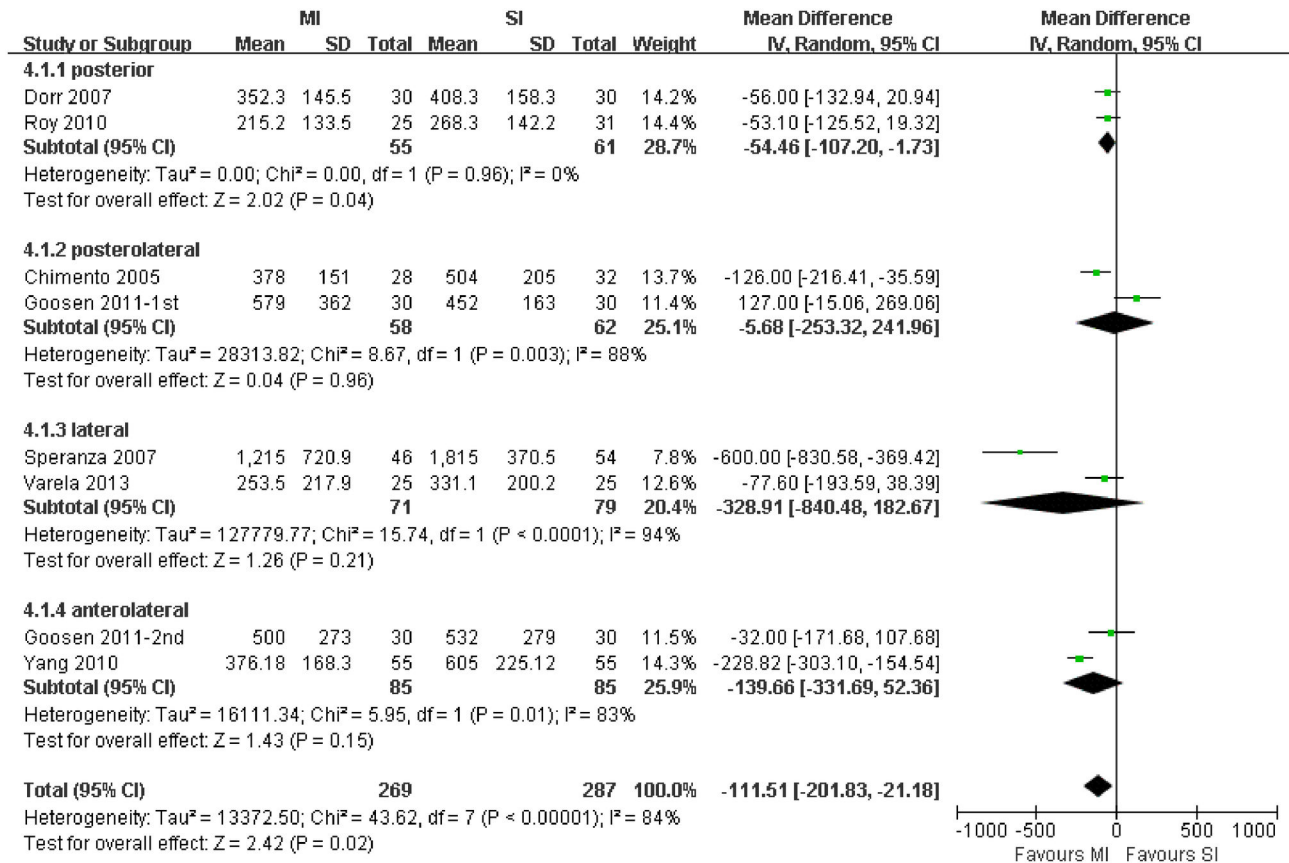 MI SI Mean Difference Mean Difference
Study or Subgroup Mean SD Total Mean SD Total Weight IV, Random, 95% CI IV, Random, 95% CI
4.1.1 posterior
Dorr 2007 352.3 145.5 30 408.3 158.3 30 14.2% -56.00 [-132.94, 20.94]
Roy 2010 215.2 133.5 25 268.3 142.2 31 14.4% -53.10 [-125.52, 19.32]
Subtotal (95% CI) 55 61 28.7% -54.46 [-107.20, -1.73]
Heterogeneity: Tau² = 0.00; Chi² = 0.00, df = 1 (P = 0.96); I² = 0%
Test for overall effect: Z = 2.02 (P = 0.04)
4.1.2 posterolateral
Chimento 2005 378 151 28 504 205 32 13.7% -126.00 [-216.41, -35.59]
Goosen 2011-1st 579 362 30 452 163 30 11.4% 127.00 [-15.06, 269.06]
Subtotal (95% CI) 58 62 25.1% -5.68 [-253.32, 241.96]
Heterogeneity: Tau² = 28313.82; Chi² = 8.67, df = 1 (P = 0.003); I² = 88%
Test for overall effect: Z = 0.04 (P = 0.96)
4.1.3 lateral
Speranza 2007 1,215 720.9 46 1,815 370.5 54 7.8% -600.00 [-830.58, -369.42]
Varela 2013 253.5 217.9 25 331.1 200.2 25 12.6% -77.60 [-193.59, 38.39]
Subtotal (95% CI) 71 79 20.4% -328.91 [-840.48, 182.67]
Heterogeneity: Tau² = 127779.77; Chi² = 15.74, df = 1 (P < 0.0001); I² = 94%
Test for overall effect: Z = 1.26 (P = 0.21)
4.1.4 anterolateral
Goosen 2011-2nd 500 273 30 532 279 30 11.5% -32.00 [-171.68, 107.68]
Yang 2010 376.18 168.3 55 605 225.12 55 14.3% -228.82 [-303.10, -154.54]
Subtotal (95% CI) 85 85 25.9% -139.66 [-331.69, 52.36]
Heterogeneity: Tau² = 16111.34; Chi² = 5.95, df = 1 (P = 0.01); I² = 83%
Test for overall effect: Z = 1.43 (P = 0.15)
Total (95% CI) 269 287 100.0% -111.51 [-201.83, -21.18]
Heterogeneity: Tau² = 13372.50; Chi² = 43.62, df = 7 (P < 0.00001); I² = 84%
Test for overall effect: Z = 2.42 (P = 0.02)
-1000 -500 0 500 1000
Favours MI Favours SI